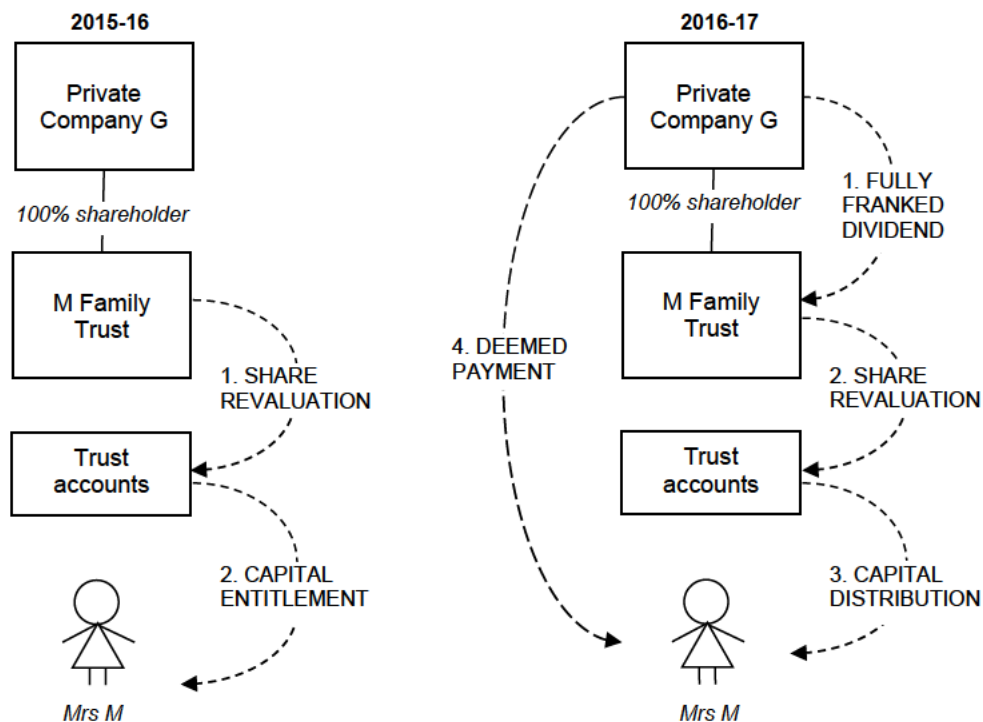 2015-16
Private
Company G
100% shareholder
M Family
Trust
1. SHARE
REVALUATION
Trust
accounts
2. CAPITAL
ENTITLEMENT
Mrs M
2016-17
Private
Company G
1. FULLY
FRANKED
DIVIDEND
100% shareholder
M Family
Trust
4. DEEMED
PAYMENT
2. SHARE
REVALUATION
Trust
accounts
3. CAPITAL
DISTRIBUTION
Mrs M